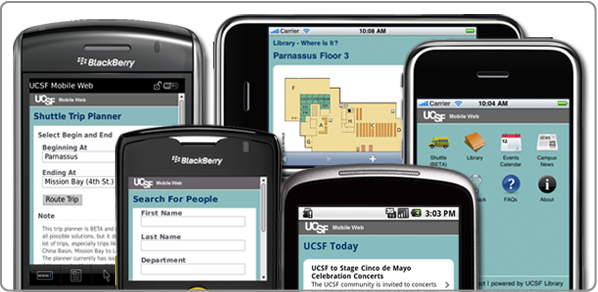 BlackBerry
UCSF Mobile Web
UCSF Mobile Web
Shuttle Trip Planner
Select Begin and End
Beginning At
Parnassus
Ending At
Mission Bay (4th St.)
Route Trip
Note
This trip planner is BETA and
all possible solutions, but it d
lot of trips, especially trips lik
China Basin, Mission Bay to L
The planner currently has iss
www
BlackBerry
UCSF Mobile Web
Search For People
First Name
Last Name
Department
Carrier 10:08 AM
Library - Where Is It?
Parnassus Floor 3
3:03 PM
UCSF Mobile Web
UCSF Today
UCSF to Stage Cinco de Mayo
Celebration Concerts
The UCSF community is invited to concerts
Carrier 10:04 AM
UCSF Mobile Web
Shuttle
(BETA)
Library
Events
Calendar
Campus
News
FAQs
About
ct I powered by UCSF Library